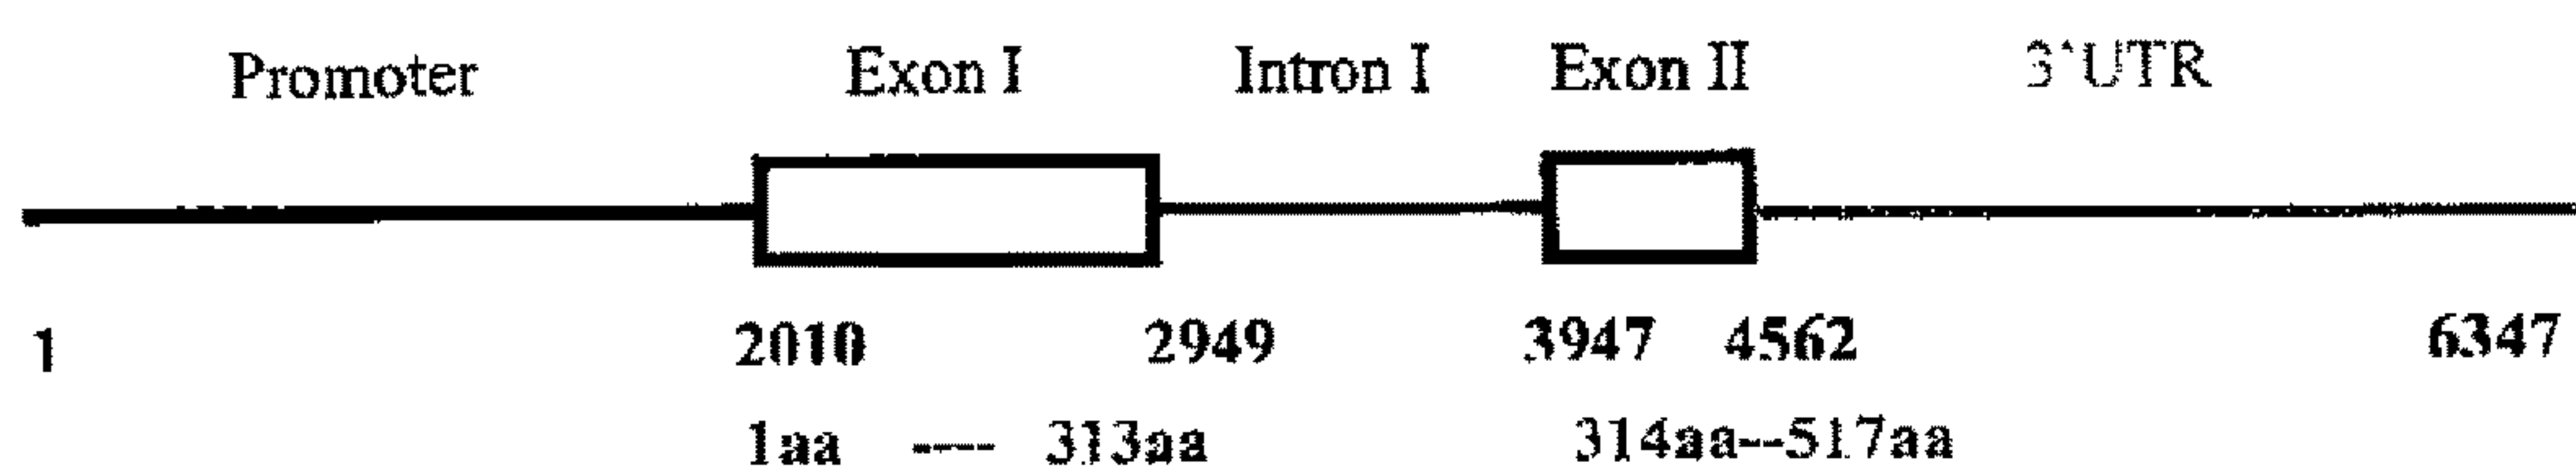 Promoter Exon I Intron I Exon II 3`UTR
1 2010 2949 3947 4562 6347
1aa ---- 313aa 314aa--517aa